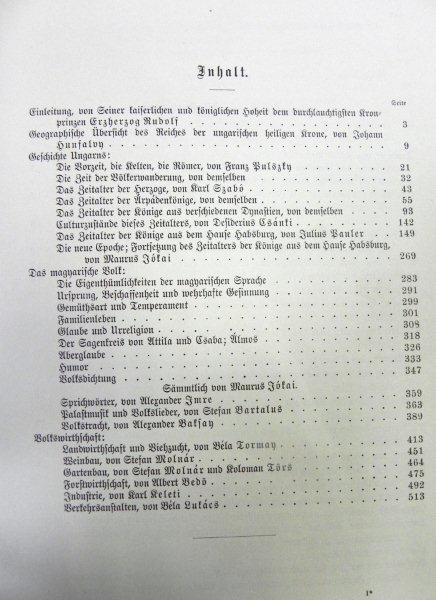 Inhalt.
Seite
Einleitung, von Seiner kaiserlichen und königlichen Hoheit dem durchlauchtigsten Kron-
prinzen Erzherzog Rudolf 3
Geographische Übersicht des Reiches der ungarischen heiligen Krone, von Johann
Hunfalvy 9
Geschichte Ungarns:
Die Vorzeit, die Kelten, die Römer, von Franz Pulszky 21
Die Zeit der Völkerwanderung, von demselben 32
Das Zeitalter der Herzoge, von Karl Szabó 43
Das Zeitalter der Árpádenkönige, von demselben 55
Das Zeitalter der Könige aus verschiedenen Dynastien, von demselben 93
Culturzustände dieses Zeitalters, von Desiderius Csánki 142
Das Zeitalter der Könige aus dem Hause Habsburg, von Julius Pauler 149
Die neue Epoche; Fortsetzung des Zeitalters der Könige aus dem Hause Habsburg,
von Maurus Jókai 269
Das magyarische Volk:
Die Eigenthümlichkeiten der magyarischen Sprache 283
Ursprung, Beschaffenheit und wehrhafte Gesinnung 291
Gemüthsart und Temperament 299
Familienleben 301
Glaube und Urreligion 308
Der Sagenkreis von Attila und Csaba; Álmos 318
Aberglaube 326
Humor 333
Volksdichtung 347
Sämmtlich von Maurus Jókai.
Sprichwörter, von Alexander Imre 359
Palastmusik und Volkslieder, von Stefan Bartalus 363
Volkstracht, von Alexander Baksay 389
Volkswirthschaft:
Landwirthschaft und Viehzucht, von Béla Tormay 413
Weinbau, von Stefan Molnár 451
Gartenbau, von Stefan Molnár und Koloman Törs 464
Forstwirthschaft, von Albert Bedö 475
Industrie, von Karl Keleti 492
Verkehrsanstalten, von Béla Lukács 513
1*